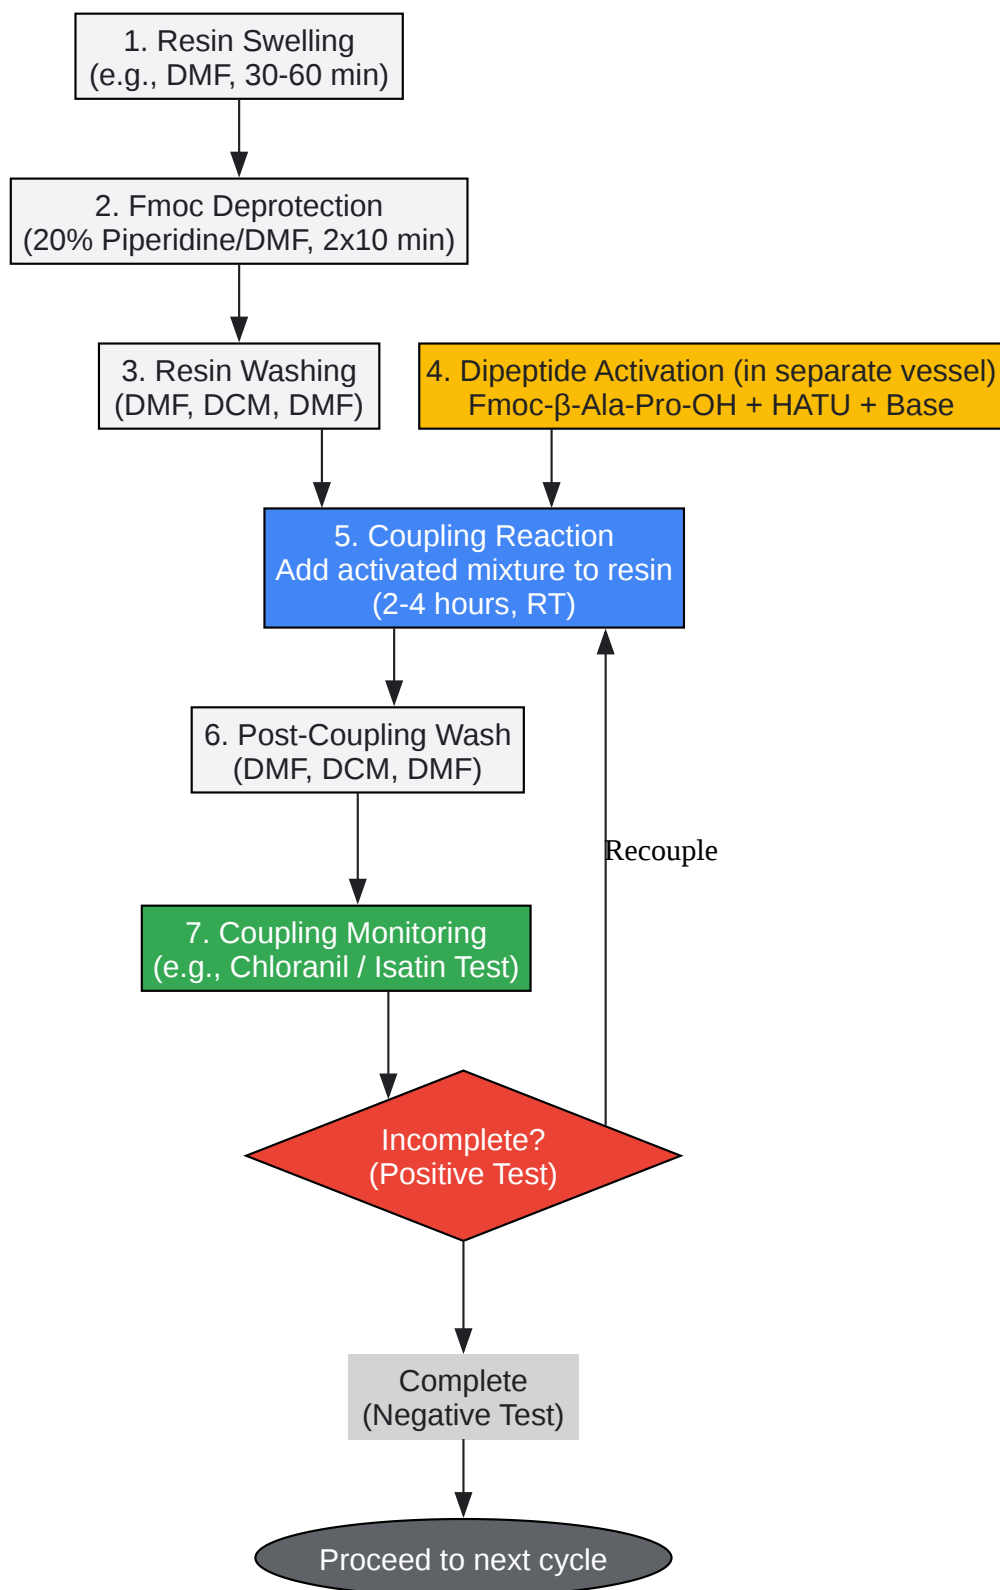 1. Resin Swelling
(e.g., DMF, 30-60 min)
2. Fmoc Deprotection
(20% Piperidine/DMF, 2x10 min)
3. Resin Washing
(DMF, DCM, DMF)
4. Dipeptide Activation (in separate vessel)
Fmoc-β-Ala-Pro-OH + HATU + Base
5. Coupling Reaction
Add activated mixture to resin
(2-4 hours, RT)
6. Post-Coupling Wash
(DMF, DCM, DMF)
Recouple
7. Coupling Monitoring
(e.g., Chloranil / Isatin Test)
Incomplete?
(Positive Test)
Complete
(Negative Test)
Proceed to next cycle